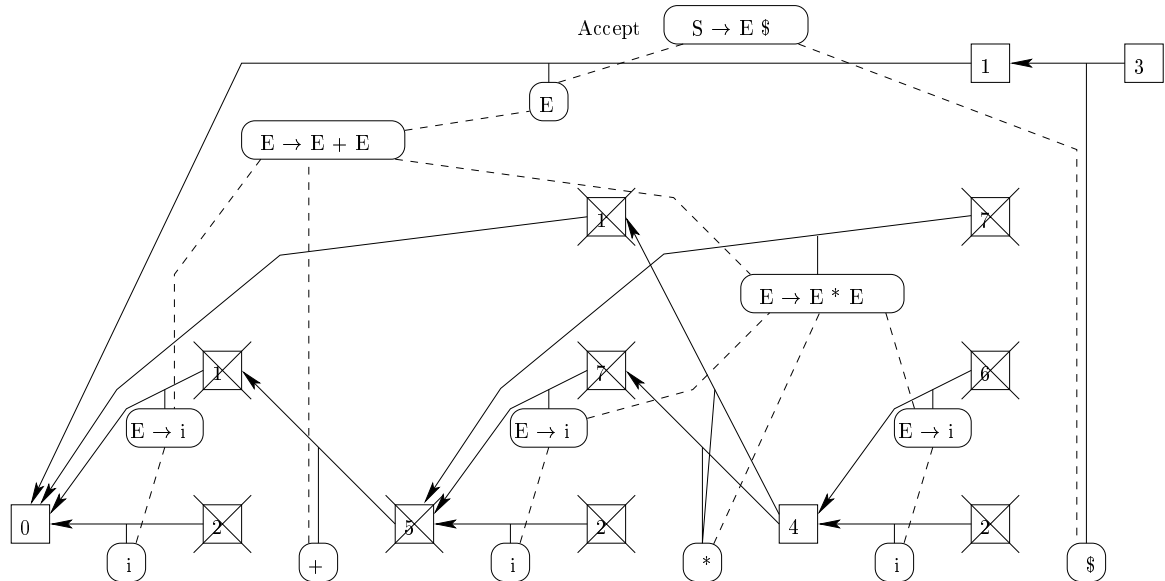 Accept S → E $
1 3
E
E → E + E
1 7
E → E * E
1 7 6
E → i E → i E → i
0 2 5 2 4 2
i + i * i $